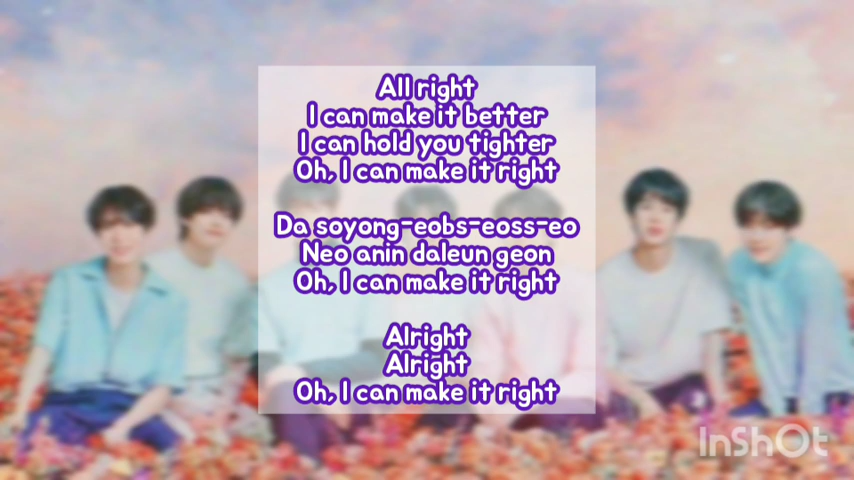 All right
I can make it better
I can hold you tighter
Oh, I can make it right
Da soyong-eobs-eoss-eo
Neo anin daleun geon
Oh, I can make it right
Alright
Alright
Oh, I can make it right
InShOt